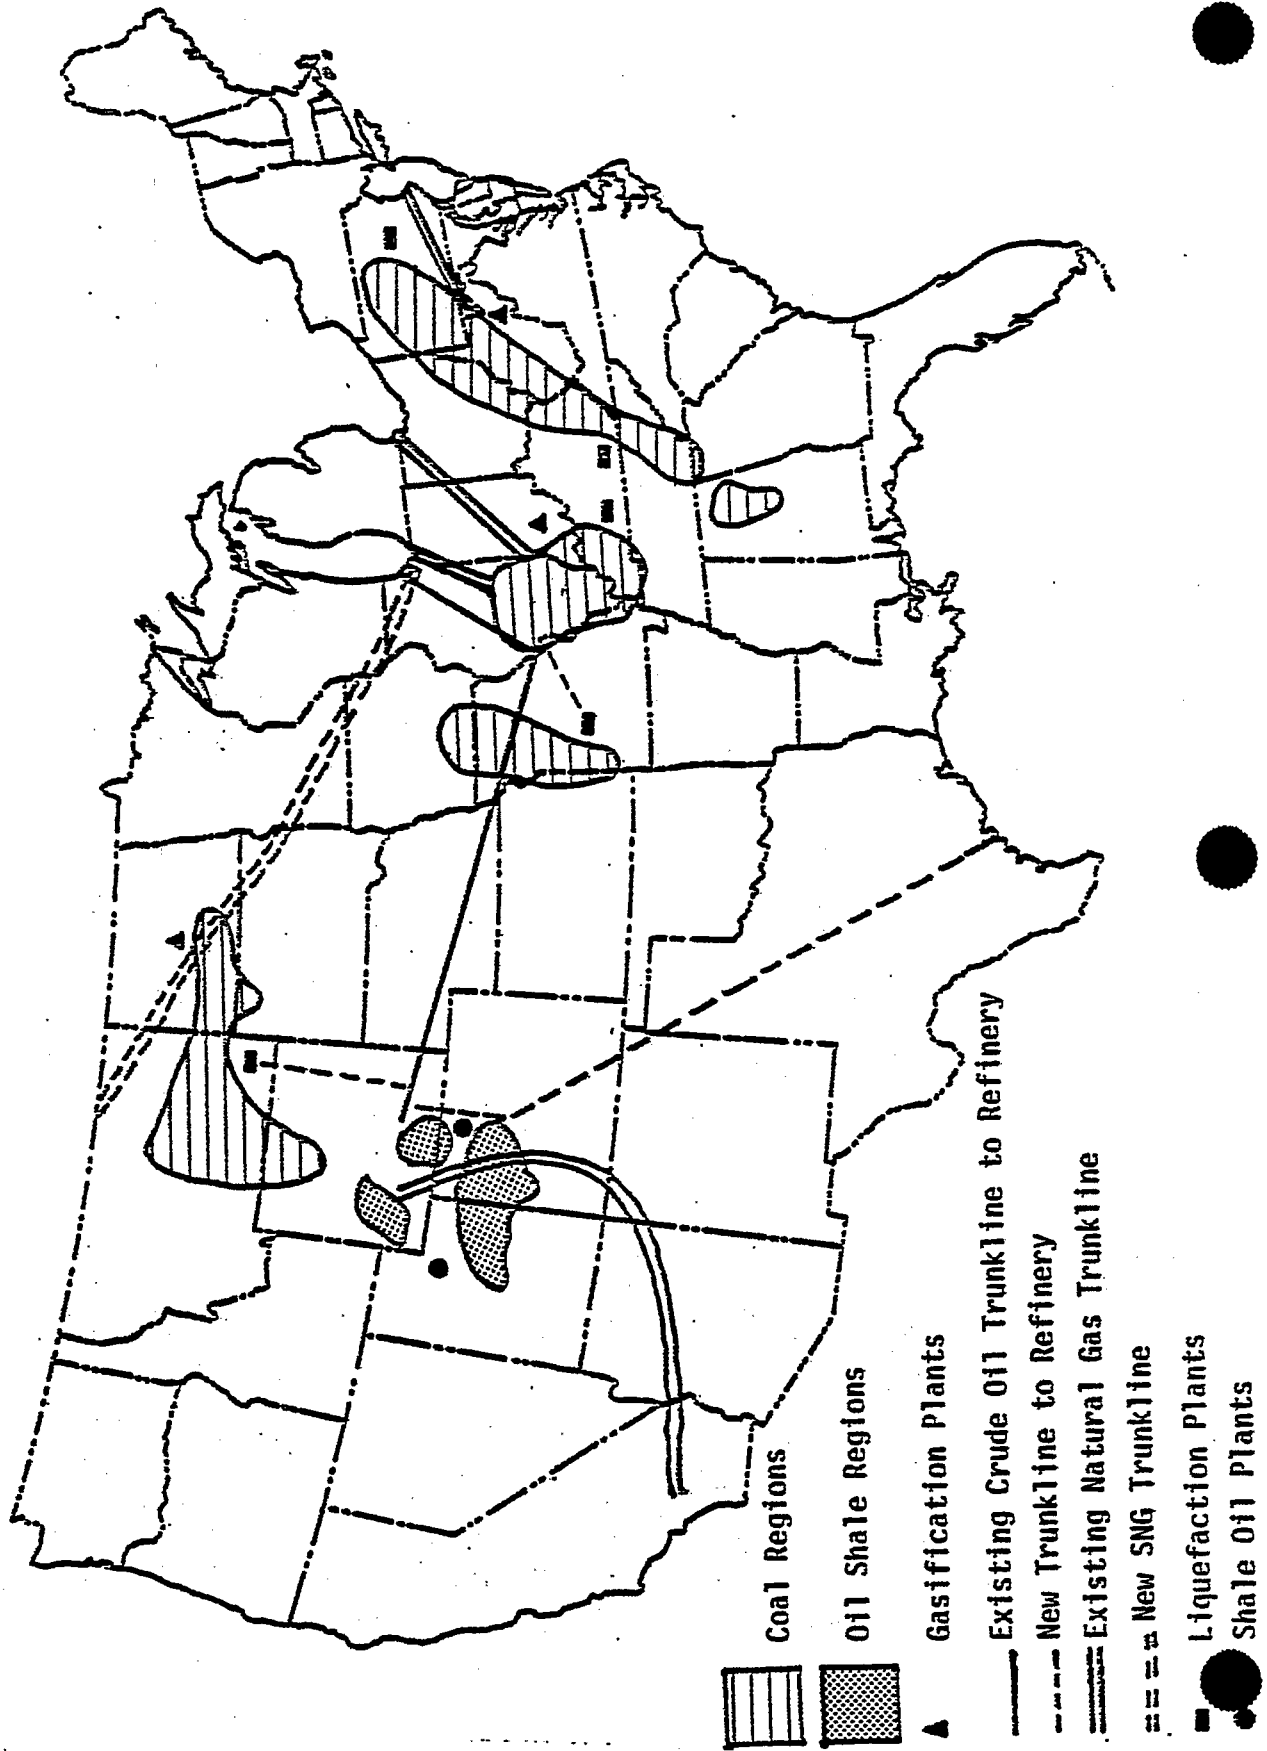 Coal Regions
Oil Shale Regions
Gasification Plants
Existing Crude Oil Trunkline to Refinery
New Trunkline to Refinery
Existing Natural Gas Trunkline
New SNG Trunkline
Liquefaction Plants
Shale Oil Plants